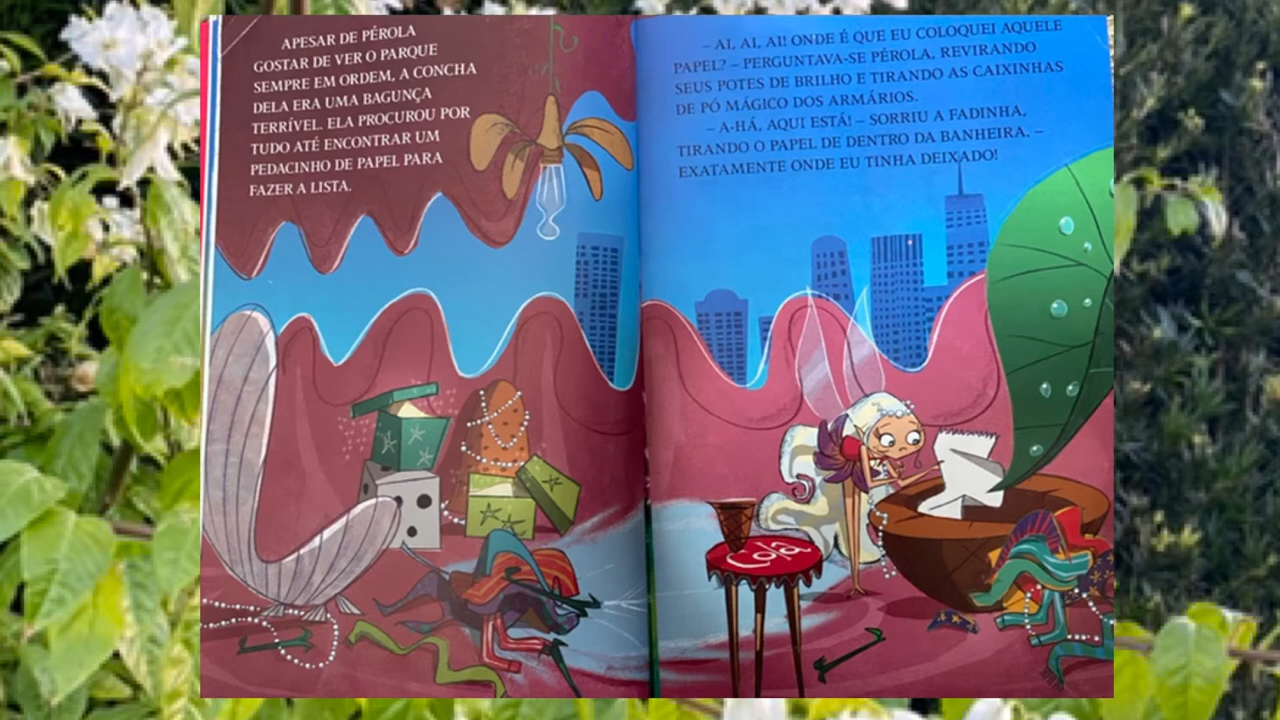 APESAR DE PÉROLA
GOSTAR DE VER O PARQUE
SEMPRE EM ORDEM, A CONCHA
DELA ERA UMA BAGUNÇA
TERRÍVEL. ELA PROCUROU POR
TUDO ATÉ ENCONTRAR UM
PEDACINHO DE PAPEL PARA
FAZER A LISTA.
– AI, AI, AI! ONDE É QUE EU COLOQUEI AQUELE
PAPEL? – PERGUNTAVA-SE PÉROLA, REVIRANDO
SEUS POTES DE BRILHO E TIRANDO AS CAIXINHAS
DE PÓ MÁGICO DOS ARMÁRIOS.
– A-HÁ, AQUI ESTÁ! – SORRIU A FADINHA,
TIRANDO O PAPEL DE DENTRO DA BANHEIRA. –
EXATAMENTE ONDE EU TINHA DEIXADO!
Cola